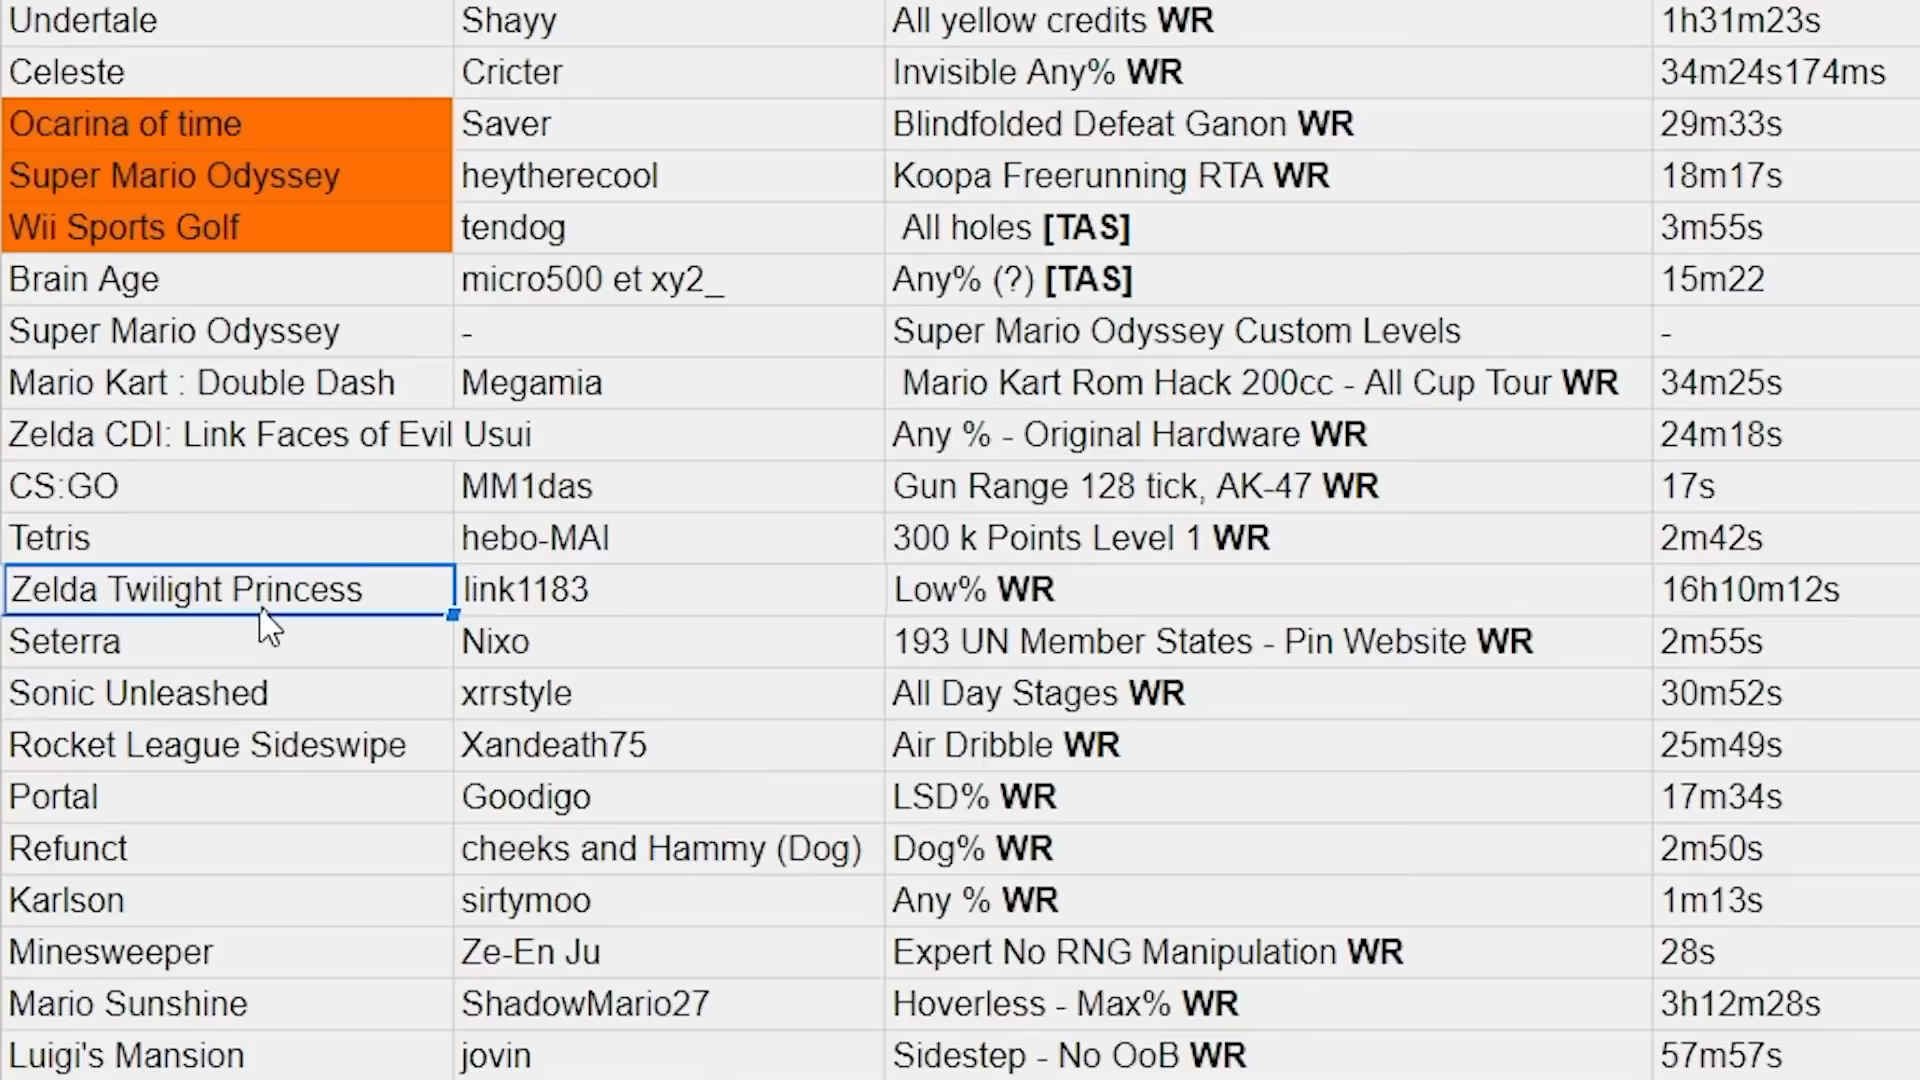 Undertale Shayy All yellow credits WR 1h31m23s
Celeste Cricter Invisible Any% WR 34m24s174ms
Ocarina of time Saver Blindfolded Defeat Ganon WR 29m33s
Super Mario Odyssey heytherecool Koopa Freerunning RTA WR 18m17s
Wii Sports Golf tendog All holes [TAS] 3m55s
Brain Age micro500 et xy2_ Any% (?) [TAS] 15m22
Super Mario Odyssey - Super Mario Odyssey Custom Levels -
Mario Kart : Double Dash Megamia Mario Kart Rom Hack 200cc - All Cup Tour WR 34m25s
Zelda CDI: Link Faces of Evil Usui Any % - Original Hardware WR 24m18s
CS:GO MM1das Gun Range 128 tick, AK-47 WR 17s
Tetris hebo-MAI 300 k Points Level 1 WR 2m42s
Zelda Twilight Princess link1183 Low% WR 16h10m12s
Seterra Nixo 193 UN Member States - Pin Website WR 2m55s
Sonic Unleashed xrrstyle All Day Stages WR 30m52s
Rocket League Sideswipe Xandeath75 Air Dribble WR 25m49s
Portal Goodigo LSD% WR 17m34s
Refunct cheeks and Hammy (Dog) Dog% WR 2m50s
Karlson sirtymoo Any % WR 1m13s
Minesweeper Ze-En Ju Expert No RNG Manipulation WR 28s
Mario Sunshine ShadowMario27 Hoverless - Max% WR 3h12m28s
Luigi's Mansion jovin Sidestep - No OoB WR 57m57s